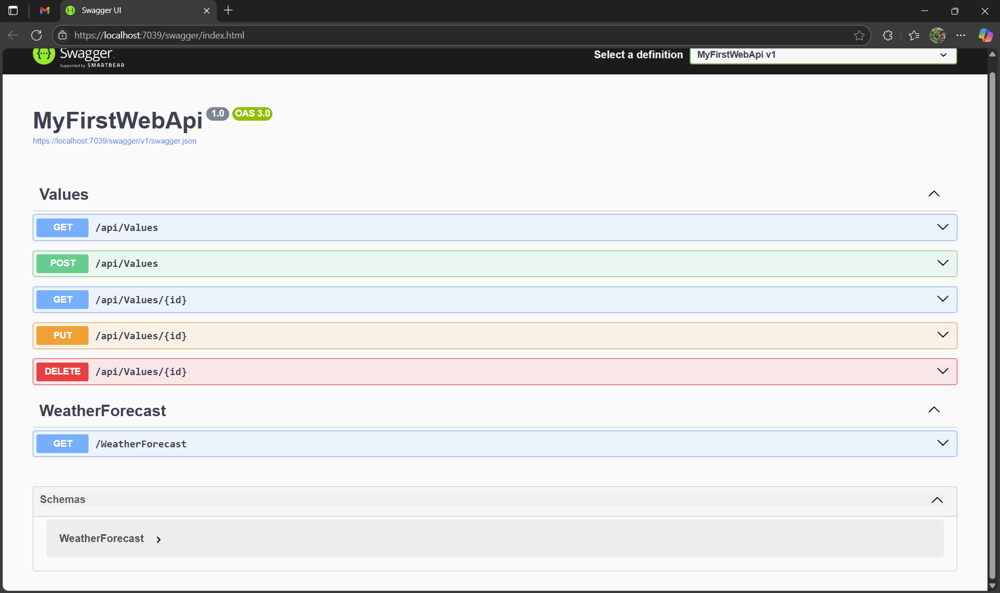 Swagger UI
https://localhost:7039/swagger/index.html
Swagger
Supported by SMARTBEAR
Select a definition
MyFirstWebApi v1
MyFirstWebApi 1.0 OAS 3.0
https://localhost:7039/swagger/v1/swagger.json
Values
GET /api/Values
POST /api/Values
GET /api/Values/{id}
PUT /api/Values/{id}
DELETE /api/Values/{id}
WeatherForecast
GET /WeatherForecast
Schemas
WeatherForecast